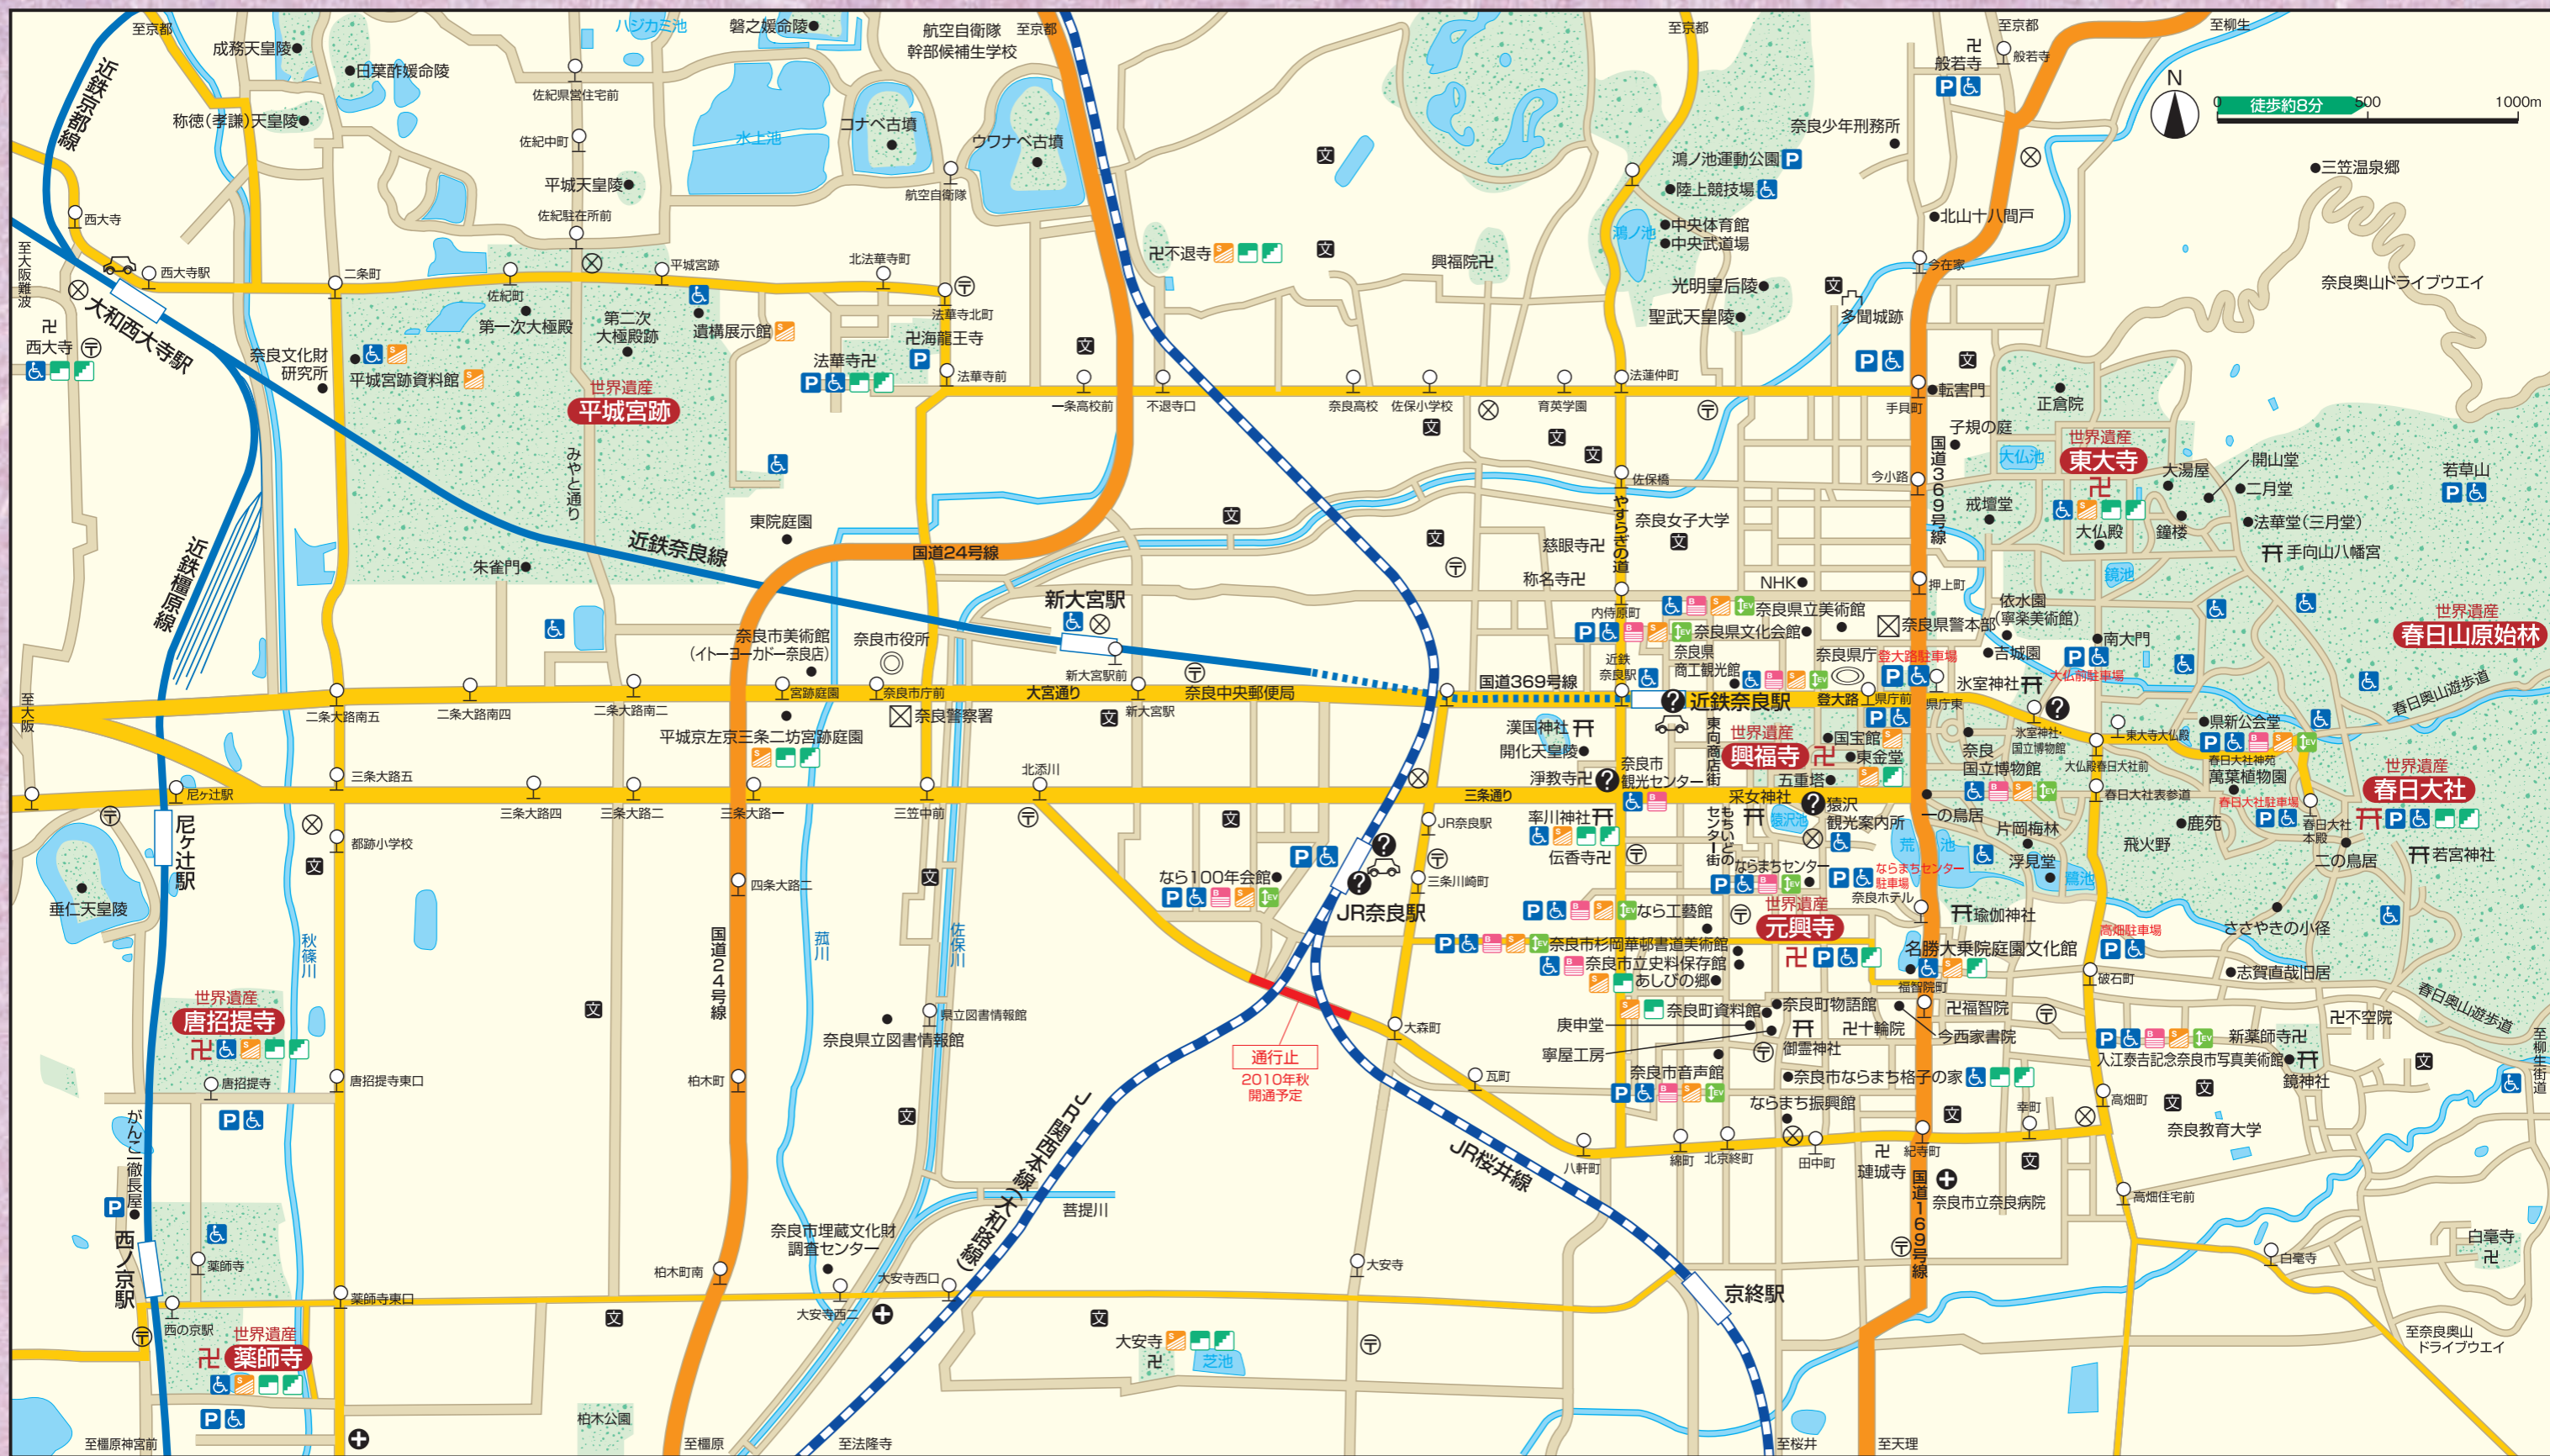 至京都
成務天皇陵
日葉酢媛命陵
ハジカミ池
磐之媛命陵
航空自衛隊
幹部候補生学校
至京都
至京都
至京都
至柳生
卍
般若寺
般若寺
N
0
徒歩約8分
500
1000m
近鉄京都線
佐紀県営住宅前
称徳(孝謙)天皇陵
佐紀中町
水上池
コナベ古墳
ウワナベ古墳
奈良少年刑務所
鴻ノ池運動公園
三笠温泉郷
平城天皇陵
航空自衛隊
陸上競技場
西大寺
佐紀駐在所前
北山十八間戸
中央体育館
中央武道場
鴻ノ池
至大阪難波
西大寺駅
二条町
平城宮跡
北法華寺町
卍不退寺
興福院卍
今在家
奈良奥山ドライブウエイ
光明皇后陵
大和西大寺駅
佐紀町
第一次大極殿
第二次
大極殿跡
遺構展示館
法華寺北町
聖武天皇陵
多聞城跡
卍
西大寺
奈良文化財
研究所
平城宮跡資料館
卍海龍王寺
法華寺卍
法華寺前
世界遺産
平城宮跡
一条高校前
不退寺口
奈良高校
佐保小学校
育英学園
法蓮仲町
手貝町
転害門
正倉院
子規の庭
国道369号線
大仏池
世界遺産
東大寺
卍
大湯屋
開山堂
二月堂
若草山
みやと通り
佐保橋
今小路
やすらぎの道
奈良女子大学
戒壇堂
法華堂(三月堂)
大仏殿
鐘楼
手向山八幡宮
東院庭園
国道24号線
近鉄奈良線
近鉄橿原線
朱雀門
慈眼寺卍
称名寺卍
NHK
押上町
鏡池
新大宮駅
内侍原町
奈良県立美術館
依水園
(寧楽美術館)
世界遺産
春日山原始林
奈良市美術館
(イトーヨーカドー奈良店)
奈良市役所
奈良県文化会館
奈良県警本部
南大門
奈良県
商工観光館
奈良県庁
登大路駐車場
吉城園
大仏前駐車場
新大宮駅前
近鉄
奈良駅
氷室神社
至大阪
二条大路南五
二条大路南四
二条大路南二
宮跡庭園
奈良市庁前
大宮通り
新大宮駅
奈良中央郵便局
国道369号線
近鉄奈良駅
登大路
県庁前
県庁東
春日奥山遊歩道
奈良警察署
平城京左京三条二坊宮跡庭園
漢国神社
東向商店街
世界遺産
興福寺
卍
国宝館
東金堂
五重塔
奈良
国立博物館
氷室神社・
国立博物館
東大寺大仏殿
県新公会堂
開化天皇陵
浄教寺卍
奈良市
観光センター
大仏殿春日大社前
春日大社神苑
萬葉植物園
世界遺産
春日大社
尼ヶ辻駅
三条大路五
三条大路四
三条大路二
三条大路一
三笠中前
北添川
三条通り
采女神社
猿沢池
猿沢
観光案内所
一の鳥居
春日大社表参道
春日大社駐車場
都跡小学校
JR奈良駅
率川神社
もちいどの
センター街
荒池
片岡梅林
鹿苑
春日大社
本殿
尼ヶ辻駅
伝香寺卍
浮見堂
飛火野
二の鳥居
若宮神社
垂仁天皇陵
四条大路二
なら100年会館
三条川崎町
ならまちセンター
ならまちセンター
駐車場
鷺池
秋篠川
菰川
佐保川
JR奈良駅
なら工藝館
世界遺産
元興寺
卍
奈良ホテル
瑜伽神社
ささやきの小径
国道24号線
奈良市杉岡華邨書道美術館
名勝大乗院庭園文化館
高畑駐車場
奈良市立史料保存館
あしびの郷
福智院町
破石町
志賀直哉旧居
世界遺産
唐招提寺
卍
県立図書情報館
奈良県立図書情報館
大森町
奈良町資料館
奈良町物語館
卍福智院
春日奥山遊歩道
卍不空院
庚申堂
寧屋工房
御霊神社
卍十輪院
今西家書院
新薬師寺卍
入江泰吉記念奈良市写真美術館
至柳生街道
通行止
2010年秋
開通予定
唐招提寺
唐招提寺東口
柏木町
瓦町
奈良市音声館
奈良市ならまち格子の家
鏡神社
がんこ一徹長屋
ならまち振興館
幸町
高畑町
奈良教育大学
JR関西本線(大和路線)
JR桜井線
八軒町
綿町
北京終町
田中町
紀寺町
卍
璉城寺
奈良市立奈良病院
高畑住宅前
国道169号線
菩提川
西ノ京駅
薬師寺
奈良市埋蔵文化財
調査センター
柏木町南
大安寺西二
大安寺西口
大安寺
白毫寺
白毫寺
卍
薬師寺東口
西の京駅
京終駅
世界遺産
卍
薬師寺
大安寺
卍
芝池
至奈良奥山
ドライブウエイ
柏木公園
至橿原神宮前
至橿原
至法隆寺
至桜井
至天理